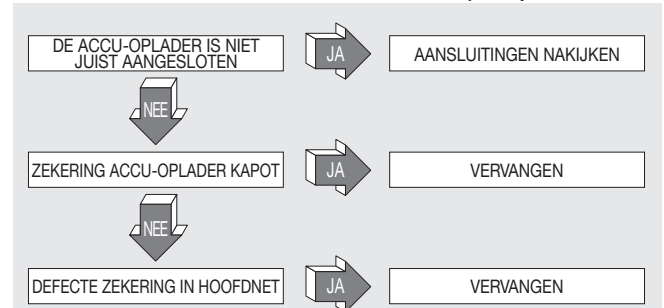 DE ACCU-OPLADER IS NIET
JUIST AANGESLOTEN
JA
AANSLUITINGEN NAKIJKEN
NEE
ZEKERING ACCU-OPLADER KAPOT
JA
VERVANGEN
NEE
DEFECTE ZEKERING IN HOOFDNET
JA
VERVANGEN